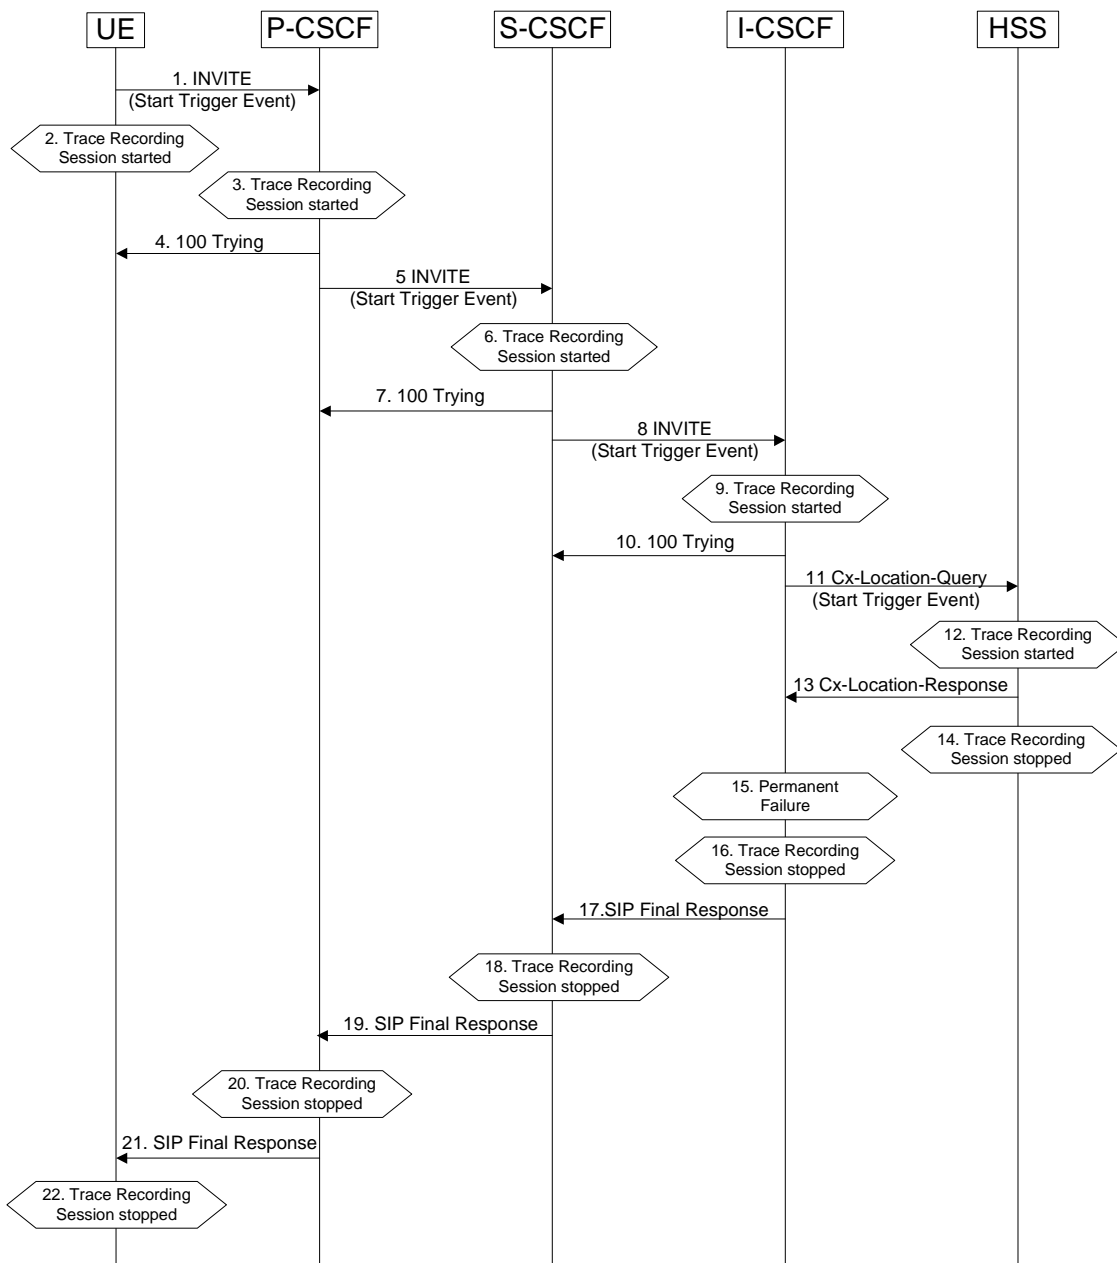 UE
P-CSCF
S-CSCF
I-CSCF
HSS
1. INVITE
(Start Trigger Event)
2. Trace Recording
Session started
3. Trace Recording
Session started
4. 100 Trying
5 INVITE
(Start Trigger Event)
6. Trace Recording
Session started
7. 100 Trying
8 INVITE
(Start Trigger Event)
9. Trace Recording
Session started
10. 100 Trying
11 Cx-Location-Query
(Start Trigger Event)
12. Trace Recording
Session started
13 Cx-Location-Response
14. Trace Recording
Session stopped
15. Permanent
Failure
16. Trace Recording
Session stopped
17.SIP Final Response
18. Trace Recording
Session stopped
19. SIP Final Response
20. Trace Recording
Session stopped
21. SIP Final Response
22. Trace Recording
Session stopped